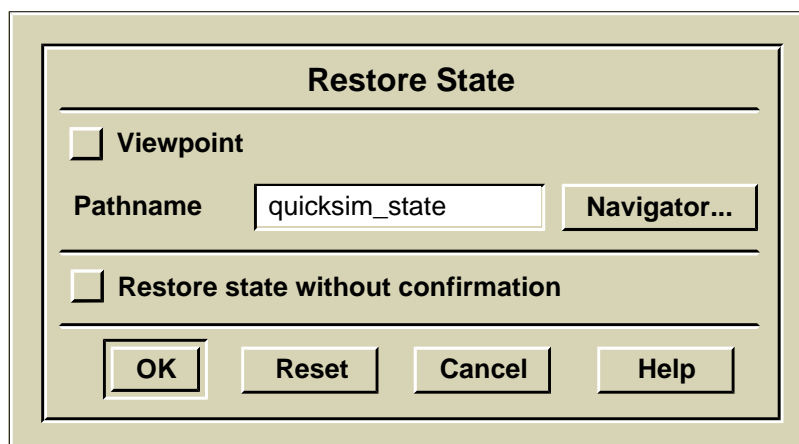 Restore State
Viewpoint
Pathname quicksim_state Navigator...
Restore state without confirmation
OK Reset Cancel Help